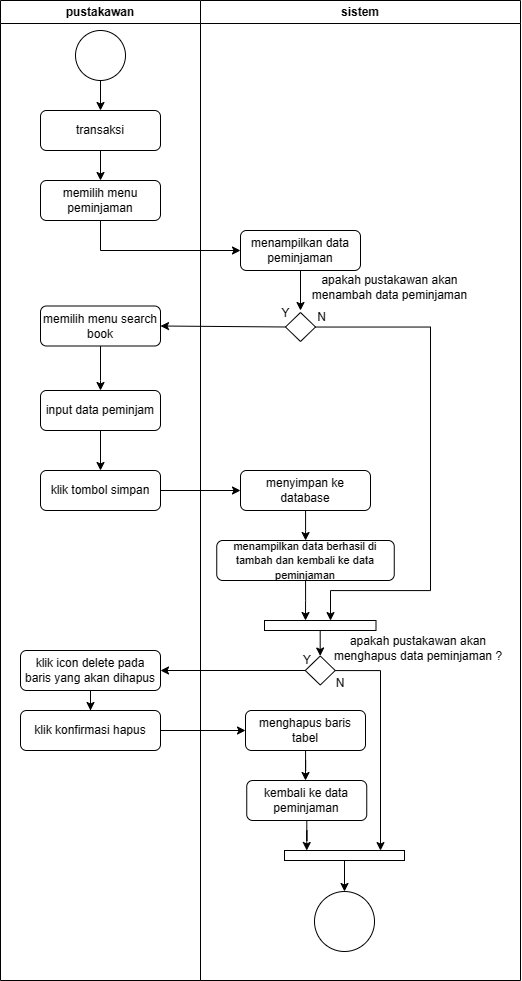 pustakawan
sistem
transaksi
memilih menu
peminjaman
menampilkan data
peminjaman
apakah pustakawan akan
menambah data peminjaman
Y
N
memilih menu search
book
input data peminjam
klik tombol simpan
menyimpan ke
database
menampilkan data berhasil di
tambah dan kembali ke data
peminjaman
apakah pustakawan akan
menghapus data peminjaman ?
Y
N
klik icon delete pada
baris yang akan dihapus
klik konfirmasi hapus
menghapus baris
tabel
kembali ke data
peminjaman